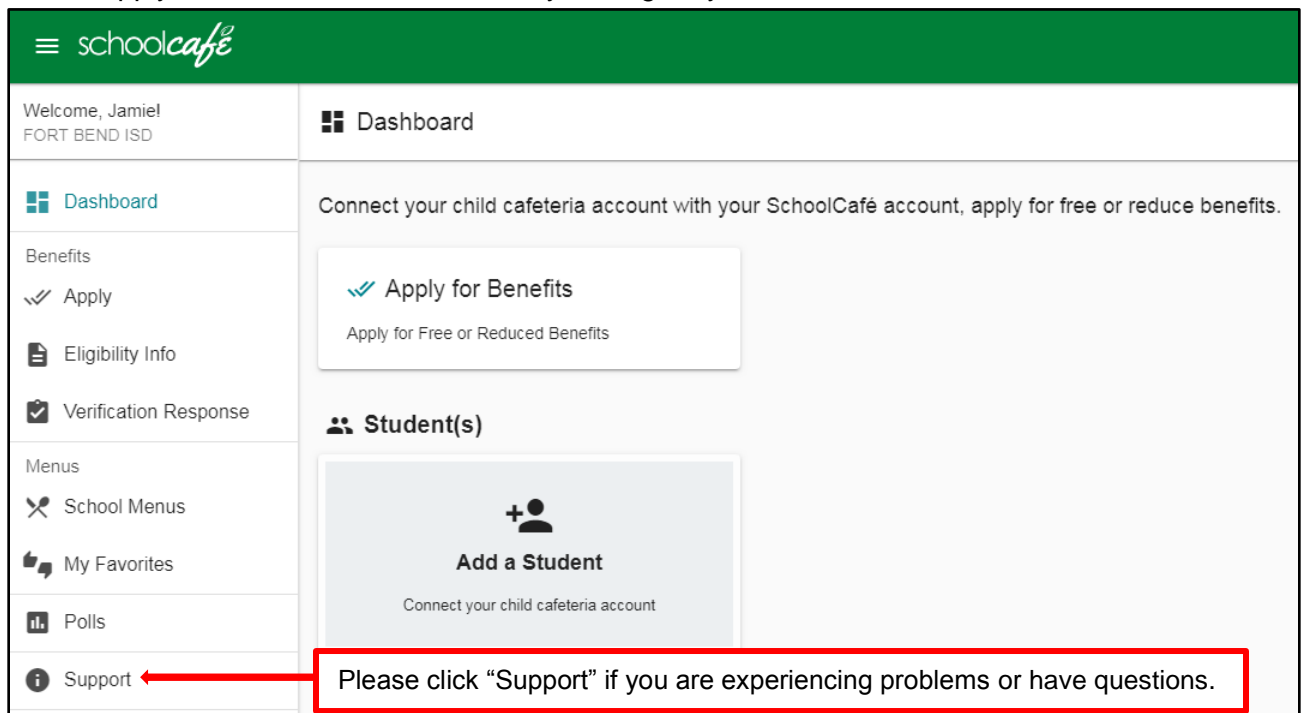 schoolcafé
Welcome, Jamie!
FORT BEND ISD
Dashboard
Benefits
Apply
Eligibility Info
Verification Response
Menus
School Menus
My Favorites
Polls
Support
Dashboard
Connect your child cafeteria account with your SchoolCafé account, apply for free or reduce benefits.
Apply for Benefits
Apply for Free or Reduced Benefits
Student(s)
Add a Student
Connect your child cafeteria account
Please click “Support” if you are experiencing problems or have questions.